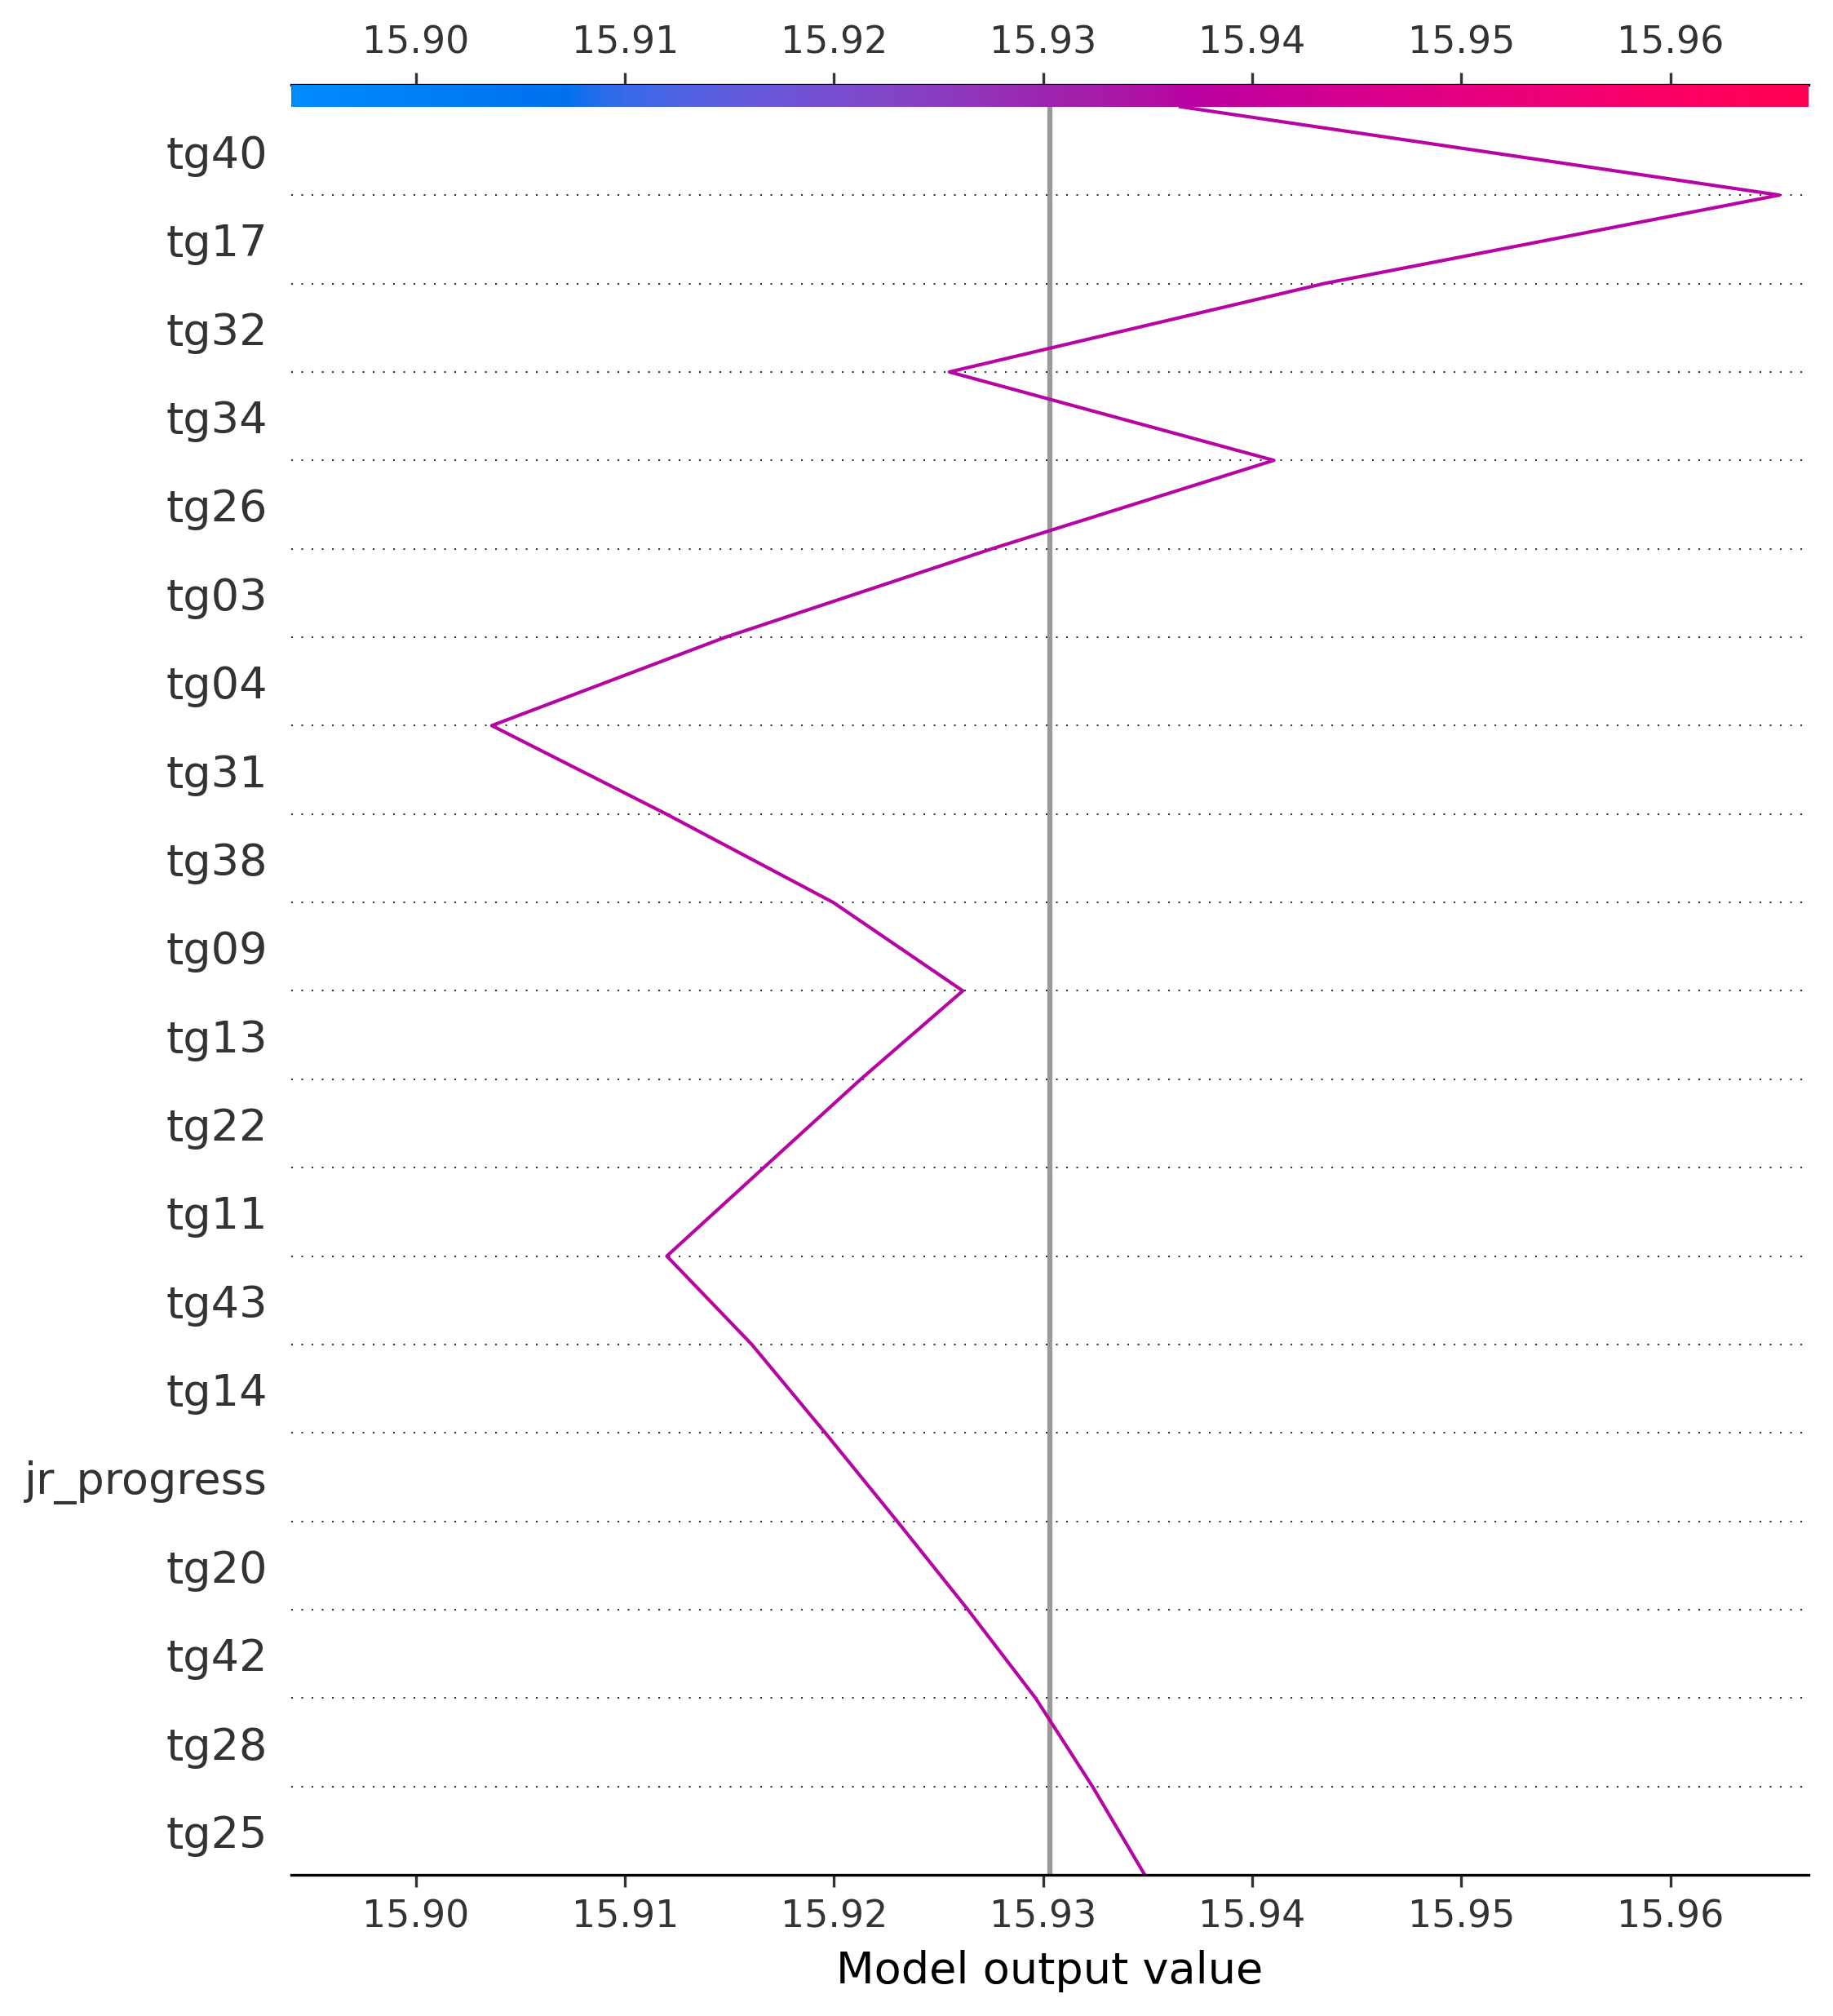 15.90 15.91 15.92 15.93 15.94 15.95 15.96
tg40
tg17
tg32
tg34
tg26
tg03
tg04
tg31
tg38
tg09
tg13
tg22
tg11
tg43
tg14
jr_progress
tg20
tg42
tg28
tg25
15.90 15.91 15.92 15.93 15.94 15.95 15.96
Model output value